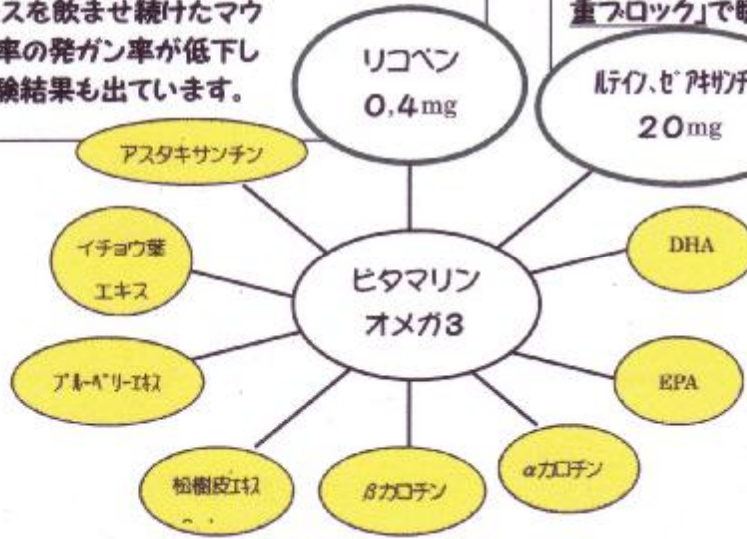 スを飲ませ続けたマウ
率の発ガン率が低下し
験結果も出ています。
重ブロック」で
リコペン
0.4mg
ルテイン、ゼアキサンチ
20mg
アスタキサンチン
イチョウ葉
エキス
ビタマリン
オメガ3
DHA
ブルーベリーエキス
EPA
松樹皮エキス
βカロチン
αカロチン